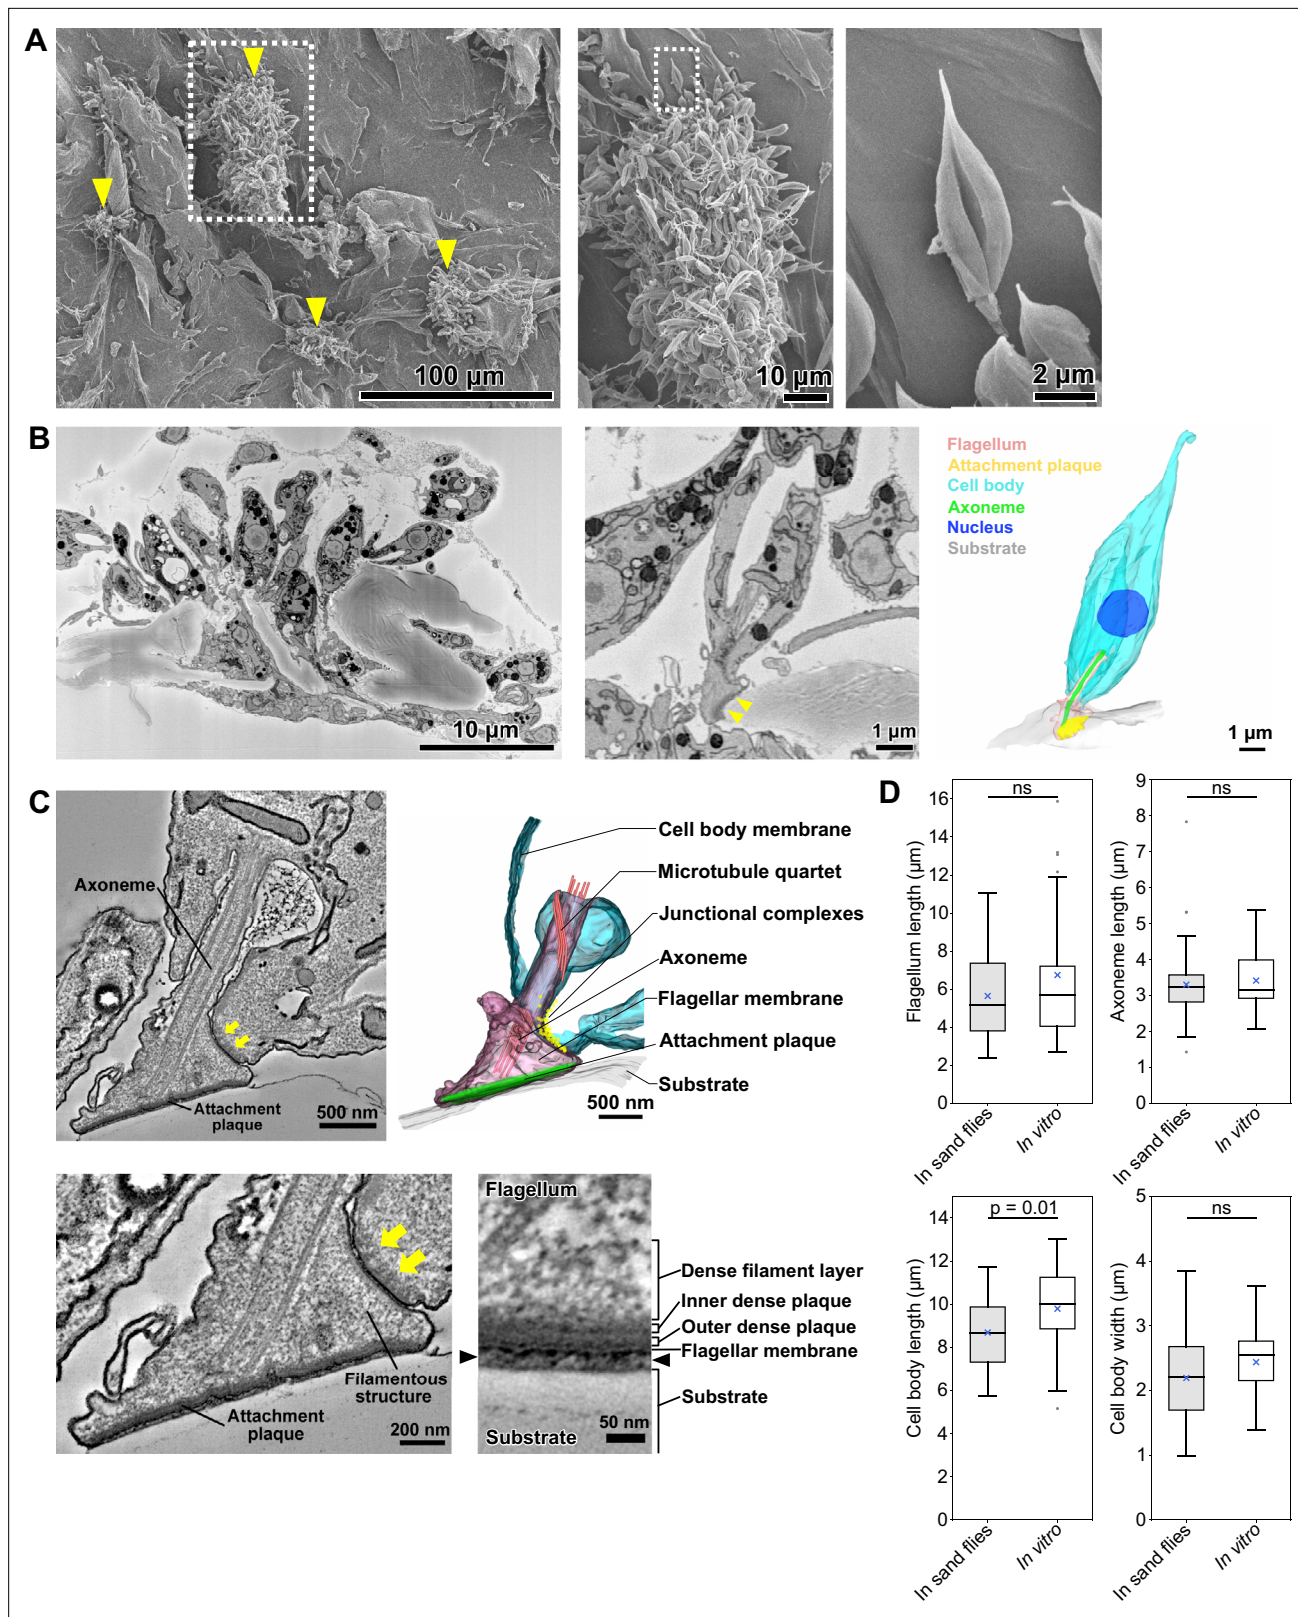 A
100 µm
10 µm
2 µm
B
10 µm
1 µm
Flagellum
Attachment plaque
Cell body
Axoneme
Nucleus
Substrate
1 µm
C
Axoneme
Attachment
plaque
500 nm
Cell body membrane
Microtubule quartet
Junctional complexes
Axoneme
Flagellar membrane
Attachment plaque
Substrate
500 nm
Filamentous
structure
Attachment
plaque
200 nm
Flagellum
Dense filament layer
Inner dense plaque
Outer dense plaque
Flagellar membrane
Substrate
50 nm
Substrate
D
ns
Flagellum length (µm)
16
14
12
10
8
6
4
2
0
In sand flies
In vitro
ns
Axoneme length (µm)
9
8
7
6
5
4
3
2
1
0
In sand flies
In vitro
p = 0.01
Cell body length (µm)
14
12
10
8
6
4
2
0
In sand flies
In vitro
ns
Cell body width (µm)
5
4
3
2
1
0
In sand flies
In vitro